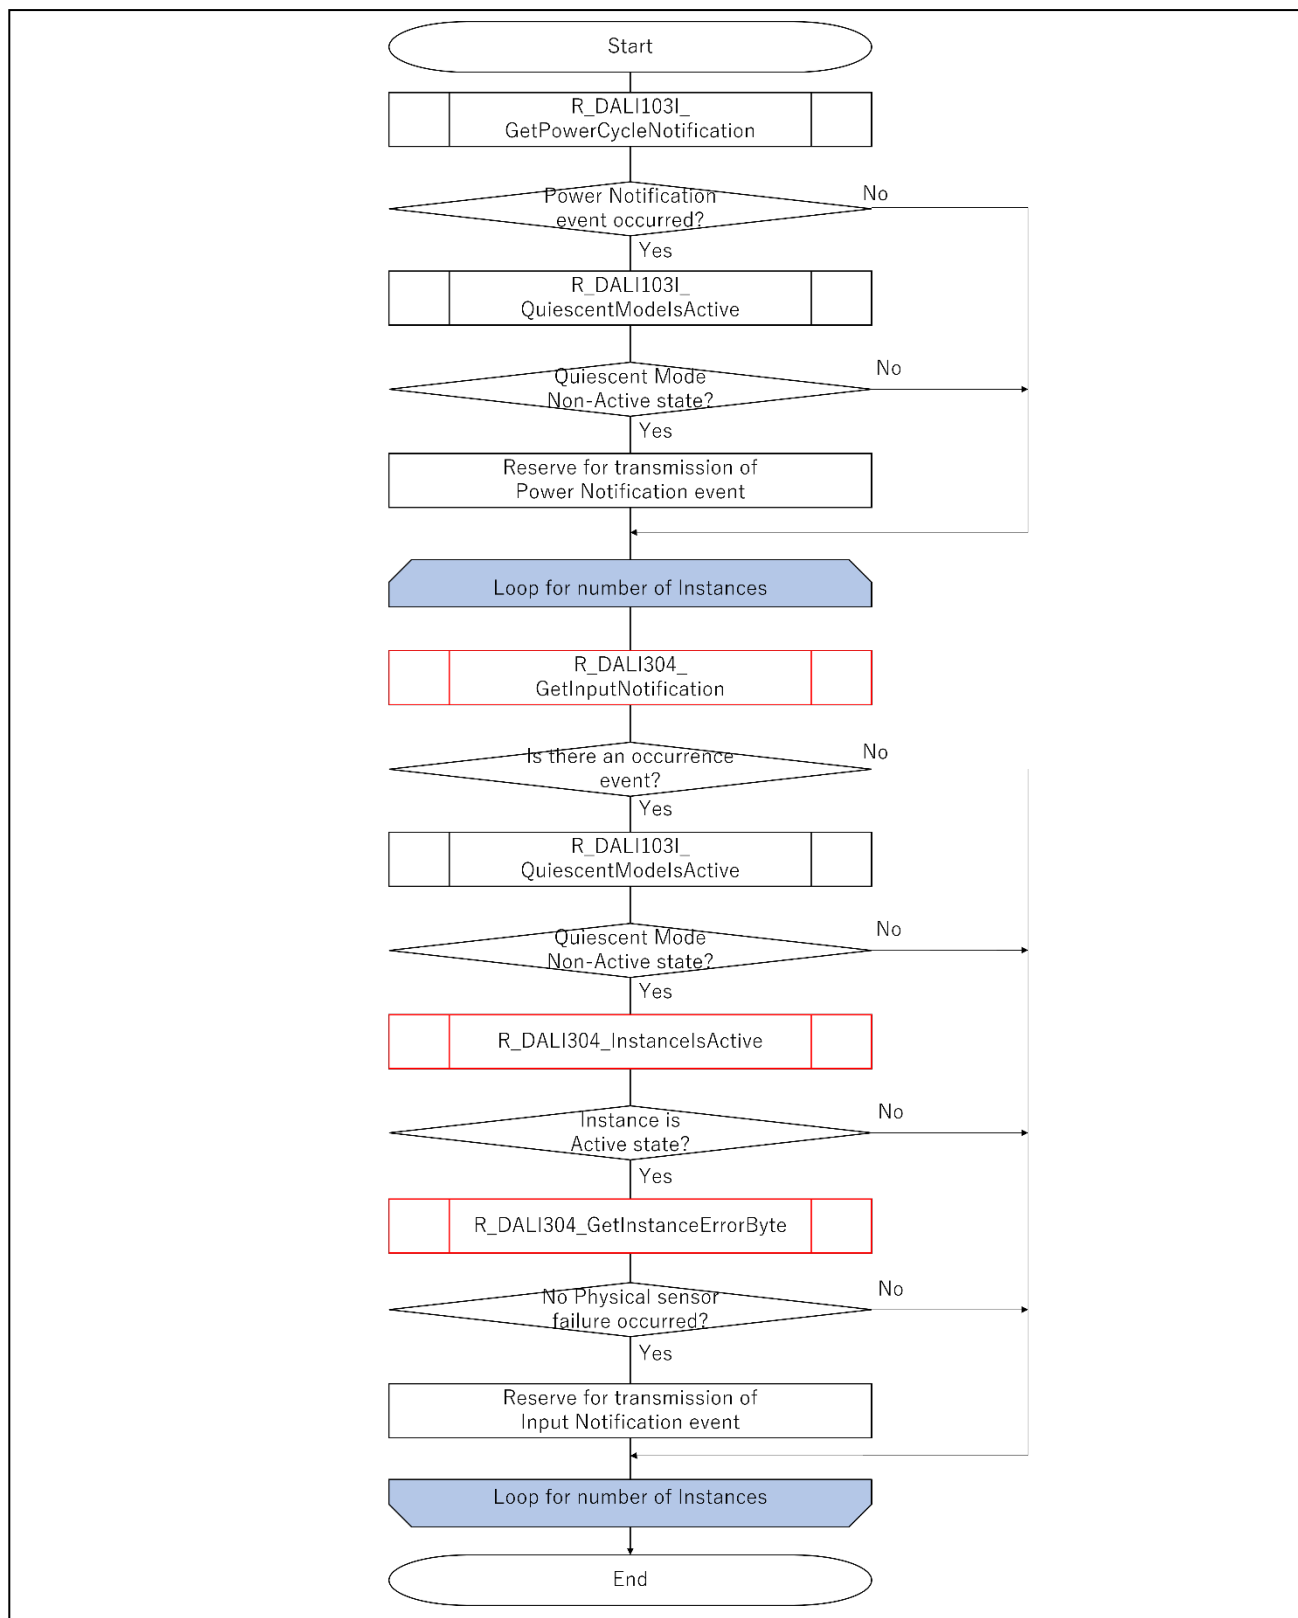 Start
R_DALI103I_
GetPowerCycleNotification
Power Notification
event occurred?
No
Yes
R_DALI103I_
QuiescentModeIsActive
Quiescent Mode
Non-Active state?
No
Yes
Reserve for transmission of
Power Notification event
Loop for number of Instances
R_DALI304_
GetInputNotification
Is there an occurrence
event?
No
Yes
R_DALI103I_
QuiescentModeIsActive
Quiescent Mode
Non-Active state?
No
Yes
R_DALI304_InstanceIsActive
Instance is
Active state?
No
Yes
R_DALI304_GetInstanceErrorByte
No Physical sensor
failure occurred?
No
Yes
Reserve for transmission of
Input Notification event
Loop for number of Instances
End